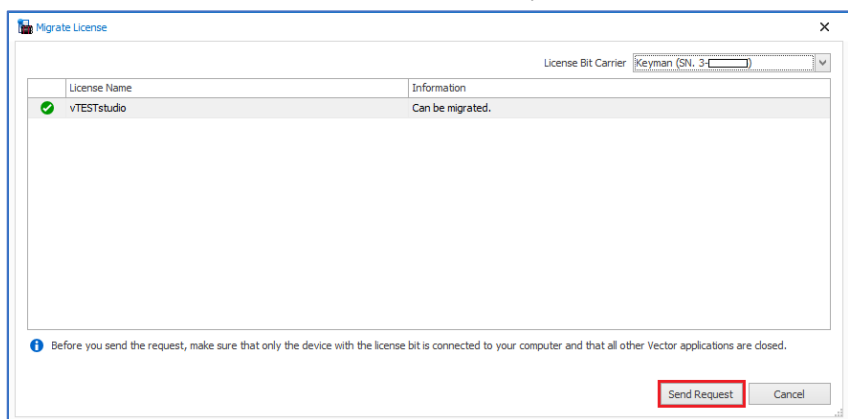 Migrate License
License Bit Carrier Keyman (SN. 3- )
License Name Information
vTESTstudio Can be migrated.
Before you send the request, make sure that only the device with the license bit is connected to your computer and that all other Vector applications are closed.
Send Request Cancel